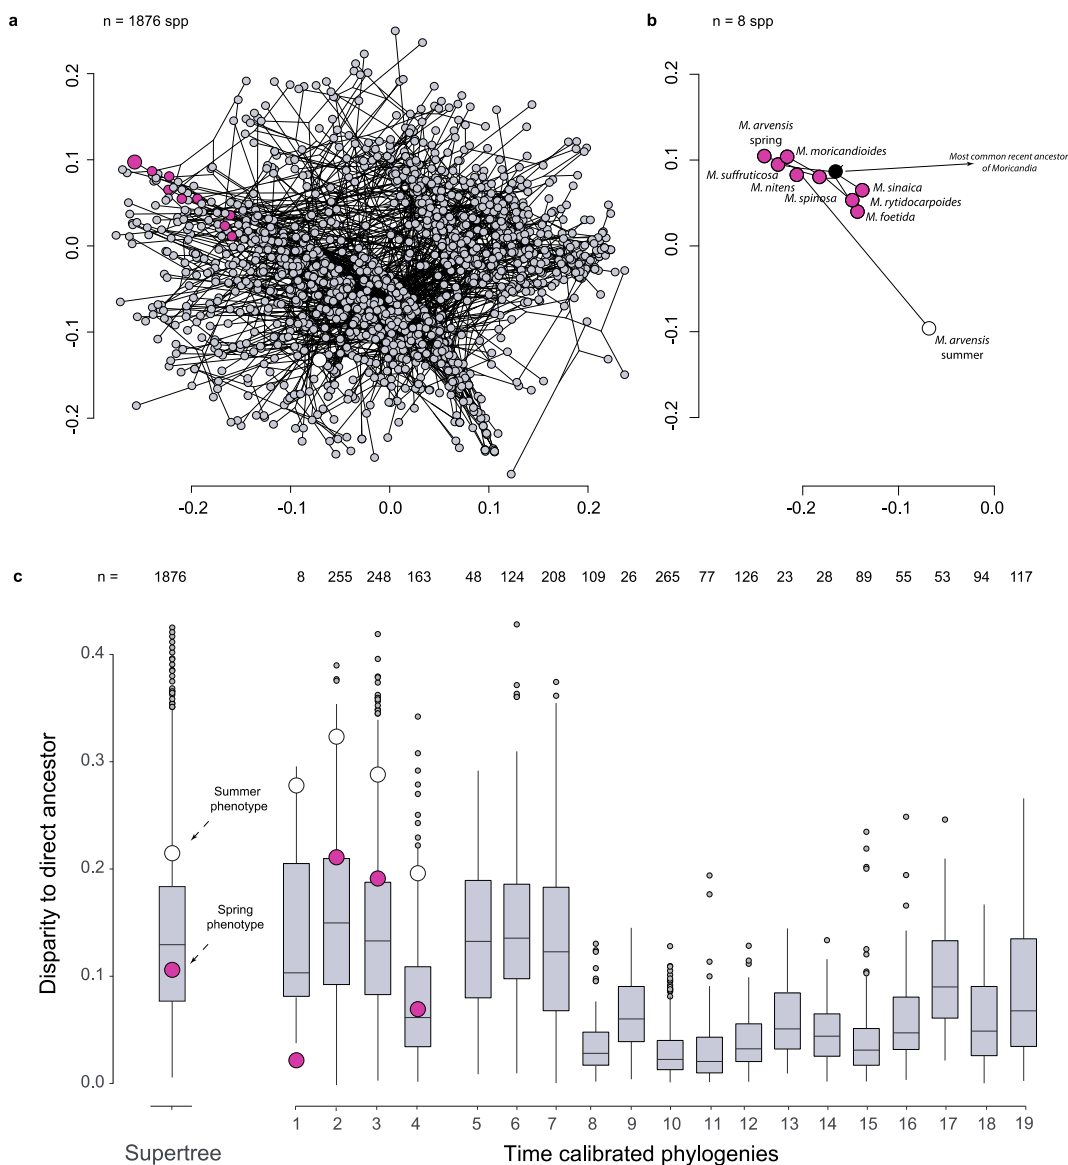 a
n = 1876 spp
b
n = 8 spp
0.2
0.1
0.0
-0.1
-0.2
-0.2
-0.1
0.0
0.1
0.2
0.2
0.1
0.0
-0.1
-0.2
M. arvensis
spring
M. moricandioides
Most common recent ancestor
of Moricandia
M. suffruticosa
M. nitens
M. spinosa
M. sinaica
M. rytidocarpoides
M. foetida
M. arvensis
summer
-0.2
-0.1
0.0
c
n =
1876
8
255
248
163
48
124
208
109
26
265
77
126
23
28
89
55
53
94
117
Disparity to direct ancestor
0.4
0.3
0.2
0.1
0.0
Summer
phenotype
Spring
phenotype
1
2
3
4
5
6
7
8
9
10
11
12
13
14
15
16
17
18
19
Supertree
Time calibrated phylogenies